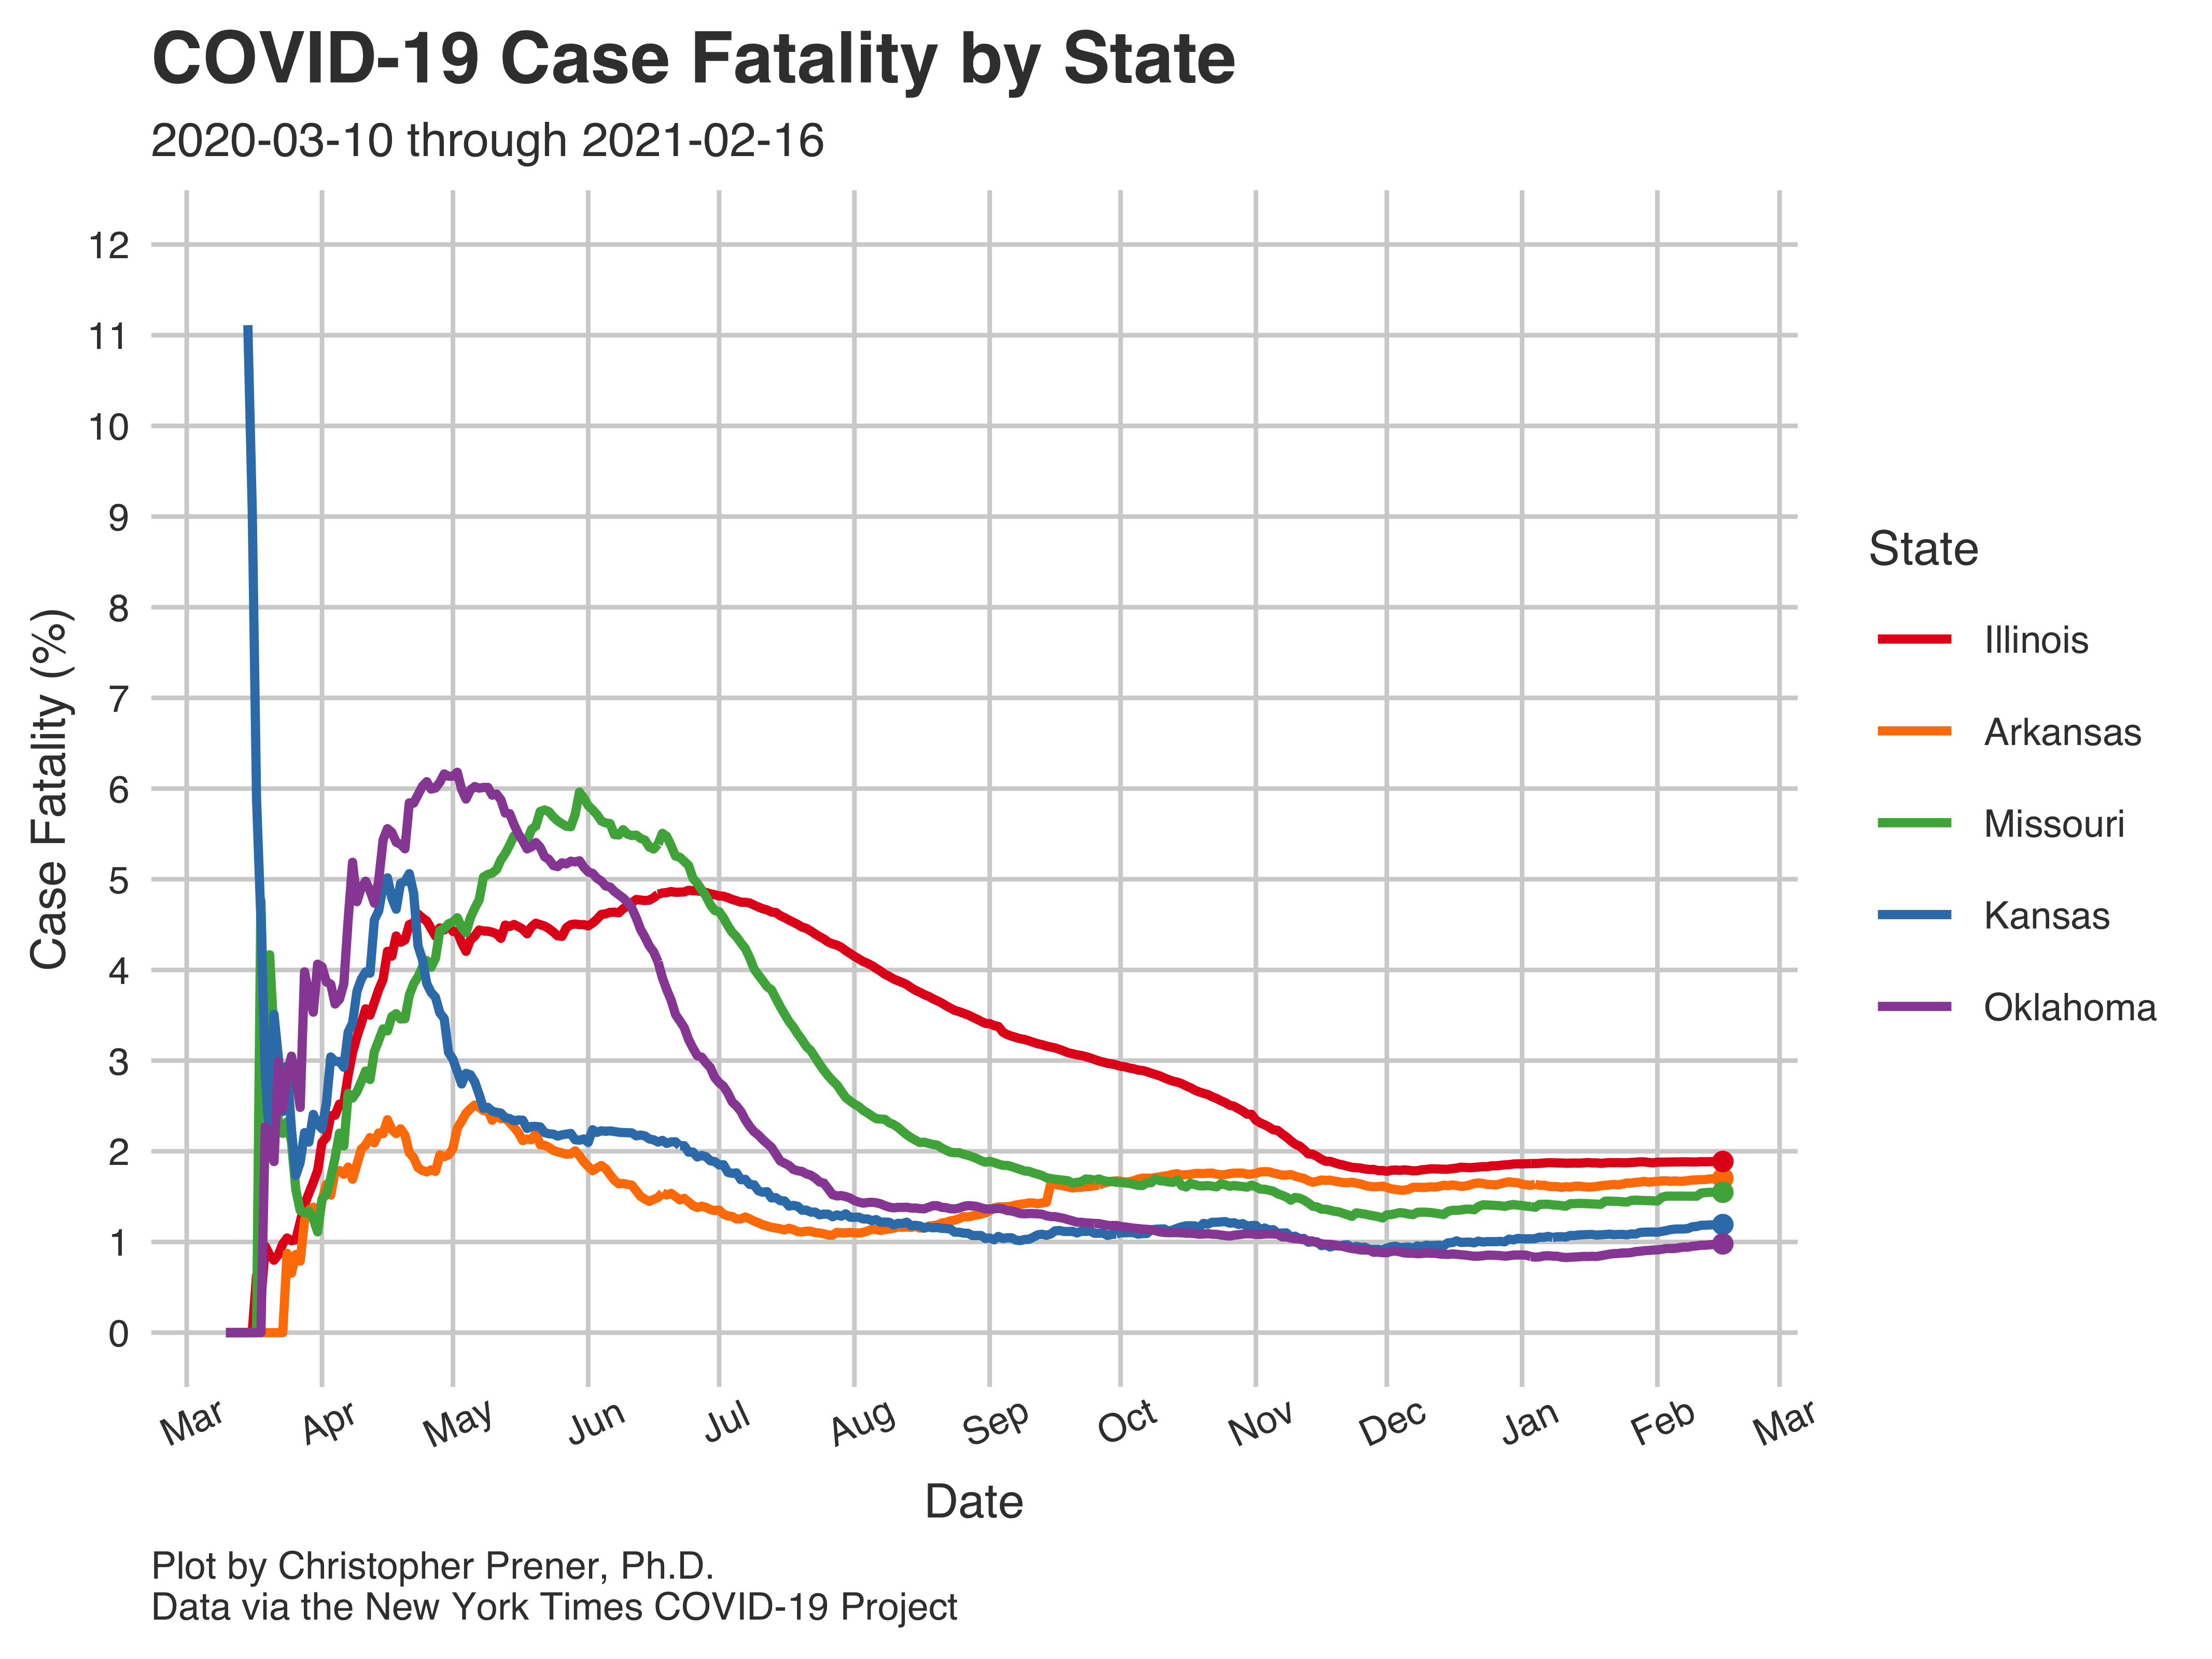 COVID-19 Case Fatality by State
2020-03-10 through 2021-02-16
Case Fatality (%)
12
11
10
9
8
7
6
5
4
3
2
1
0
Mar
Apr
May
Jun
Jul
Aug
Sep
Oct
Nov
Dec
Jan
Feb
Mar
Date
State
Illinois
Arkansas
Missouri
Kansas
Oklahoma
Plot by Christopher Prener, Ph.D.
Data via the New York Times COVID-19 Project